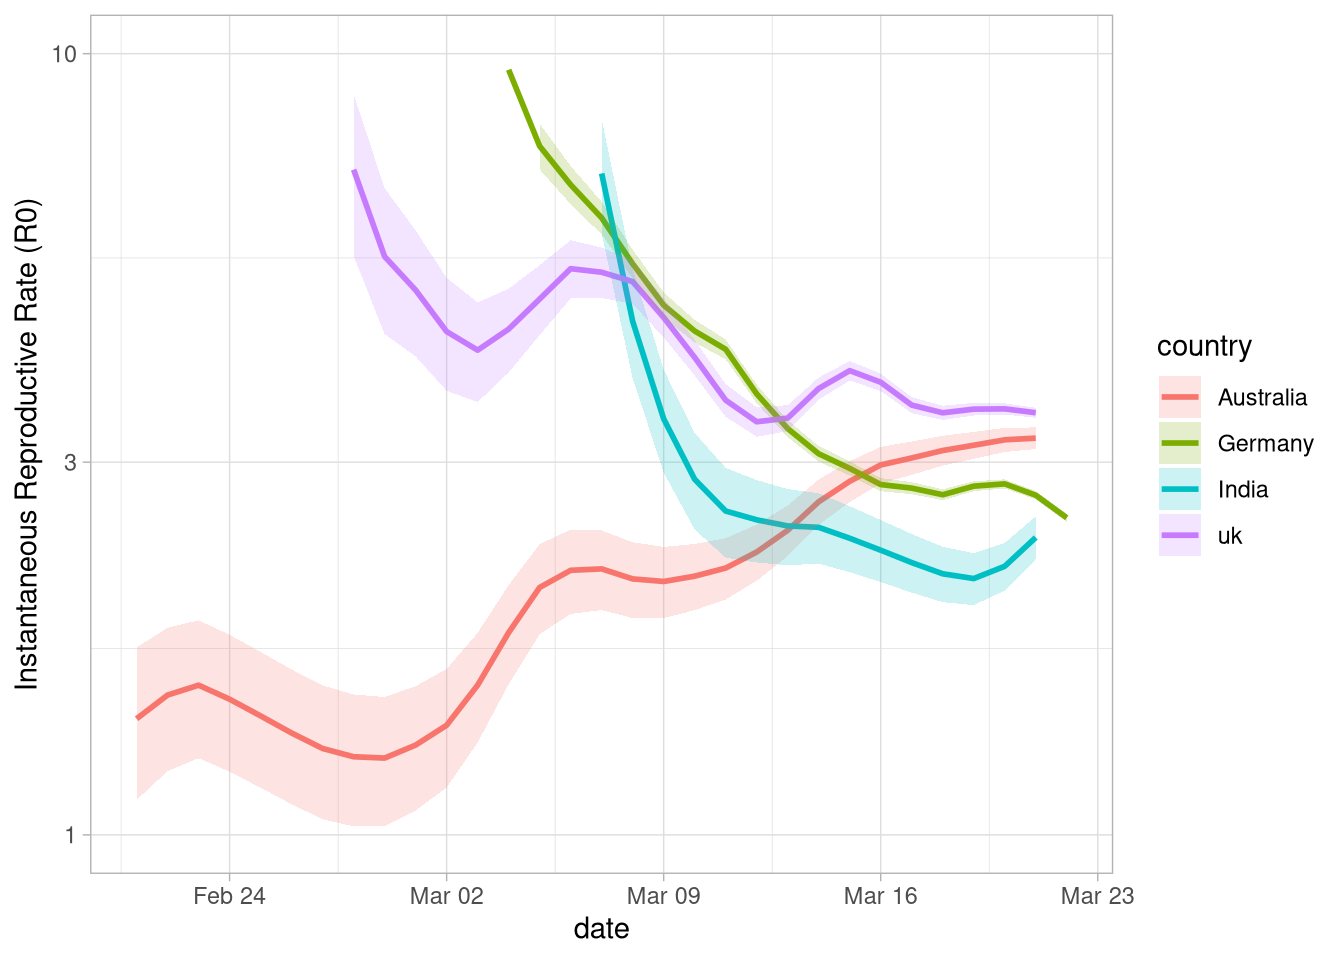 Instantaneous Reproductive Rate (R0)
10
3
1
Feb 24
Mar 02
Mar 09
Mar 16
Mar 23
date
country
Australia
Germany
India
uk